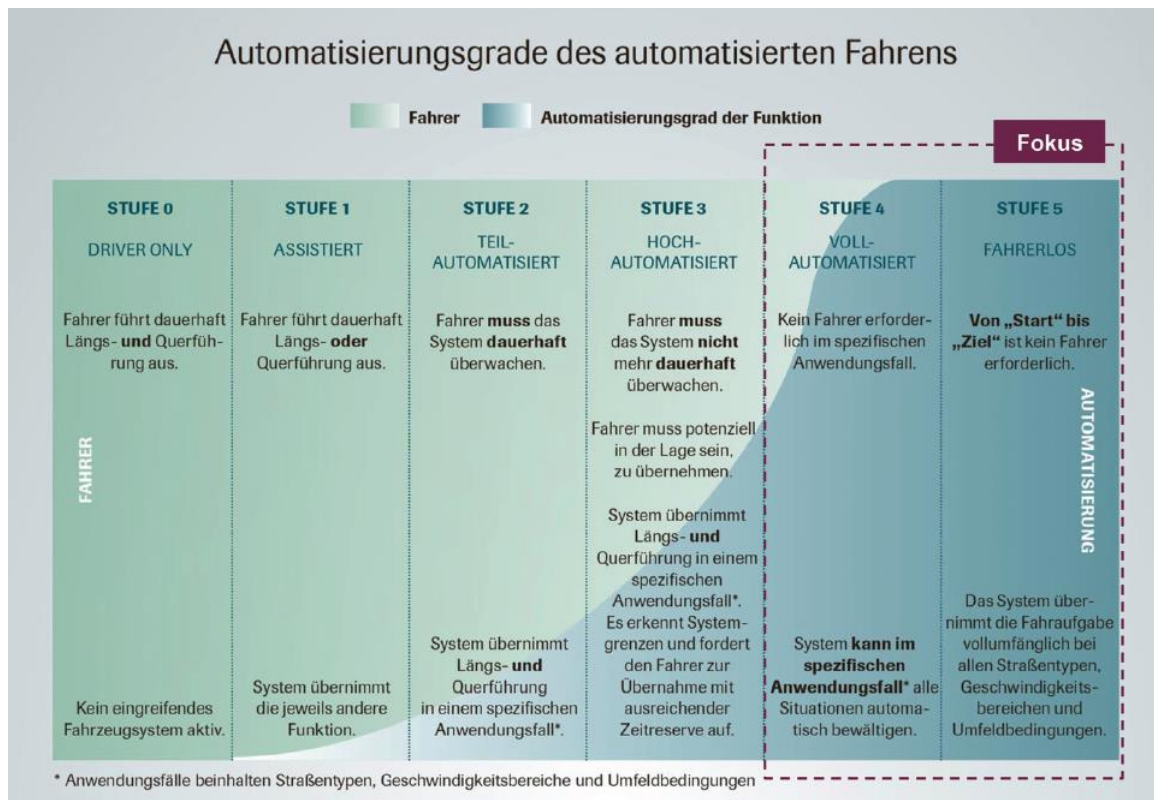 Automatisierungsgrade des automatisierten Fahrens
Fahrer
Automatisierungsgrad der Funktion
Fokus
STUFE 0
DRIVER ONLY
Fahrer führt dauerhaft
Längs- und Querfüh-
rung aus.
FAHRER
Kein eingreifendes
Fahrzeugsystem aktiv.
STUFE 1
ASSISTIERT
Fahrer führt dauerhaft
Längs- oder
Querführung aus.
System übernimmt
die jeweils andere
Funktion.
STUFE 2
TEIL-
AUTOMATISIERT
Fahrer muss das
System dauerhaft
überwachen.
System übernimmt
Längs- und
Querführung
in einem spezifischen
Anwendungsfall*.
STUFE 3
HOCH-
AUTOMATISIERT
Fahrer muss
das System nicht
mehr dauerhaft
überwachen.
Fahrer muss potenziell
in der Lage sein,
zu übernehmen.
System übernimmt
Längs- und
Querführung in einem
spezifischen
Anwendungsfall*.
Es erkennt System-
grenzen und fordert
den Fahrer zur
Übernahme mit
ausreichender
Zeitreserve auf.
STUFE 4
VOLL-
AUTOMATISIERT
Kein Fahrer erforder-
lich im spezifischen
Anwendungsfall.
System kann im
spezifischen
Anwendungsfall* alle
Situationen automa-
tisch bewältigen.
STUFE 5
FAHRERLOS
Von „Start“ bis
„Ziel“ ist kein Fahrer
erforderlich.
AUTOMATISIERUNG
Das System über-
nimmt die Fahraufgabe
vollumfänglich bei
allen Straßentypen,
Geschwindigkeits-
bereichen und
Umfeldbedingungen.
* Anwendungsfälle beinhalten Straßentypen, Geschwindigkeitsbereiche und Umfeldbedingungen